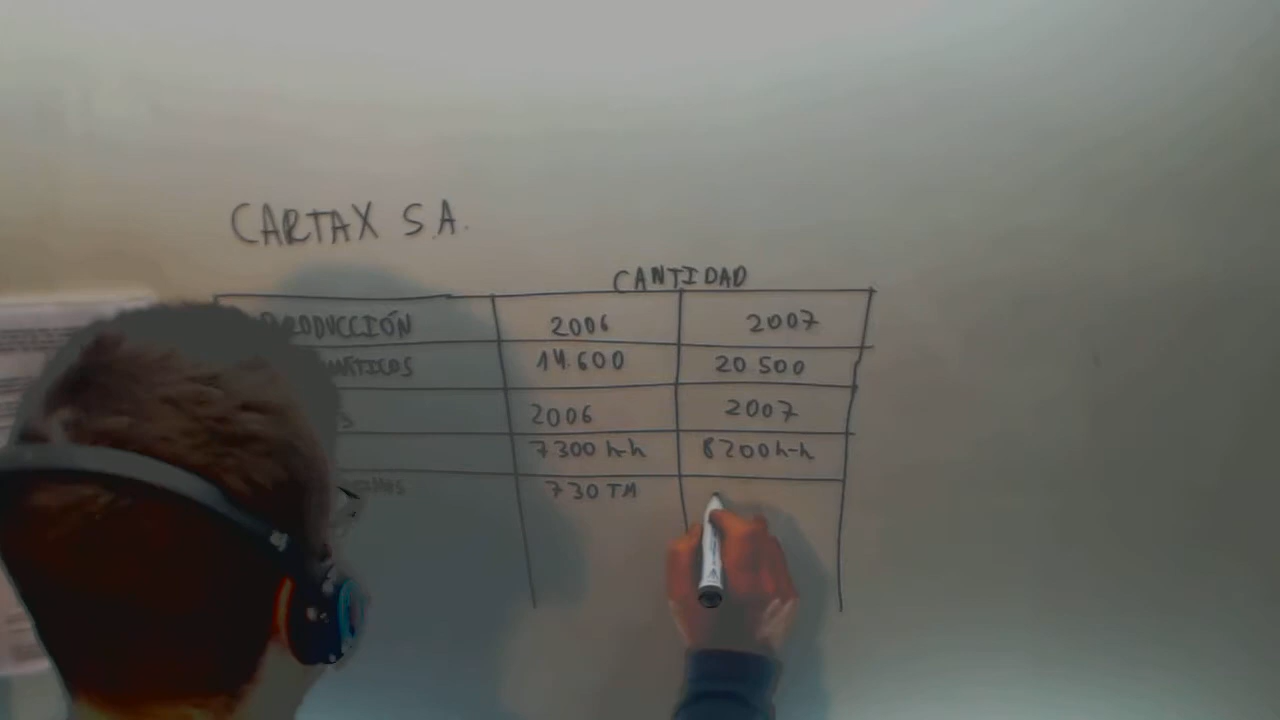 CARTAX S.A.
CANTIDAD
PRODUCCIÓN 2006 2007
14.600 20 500
2006 2007
7300 h-h 8200 h-h
730 TM